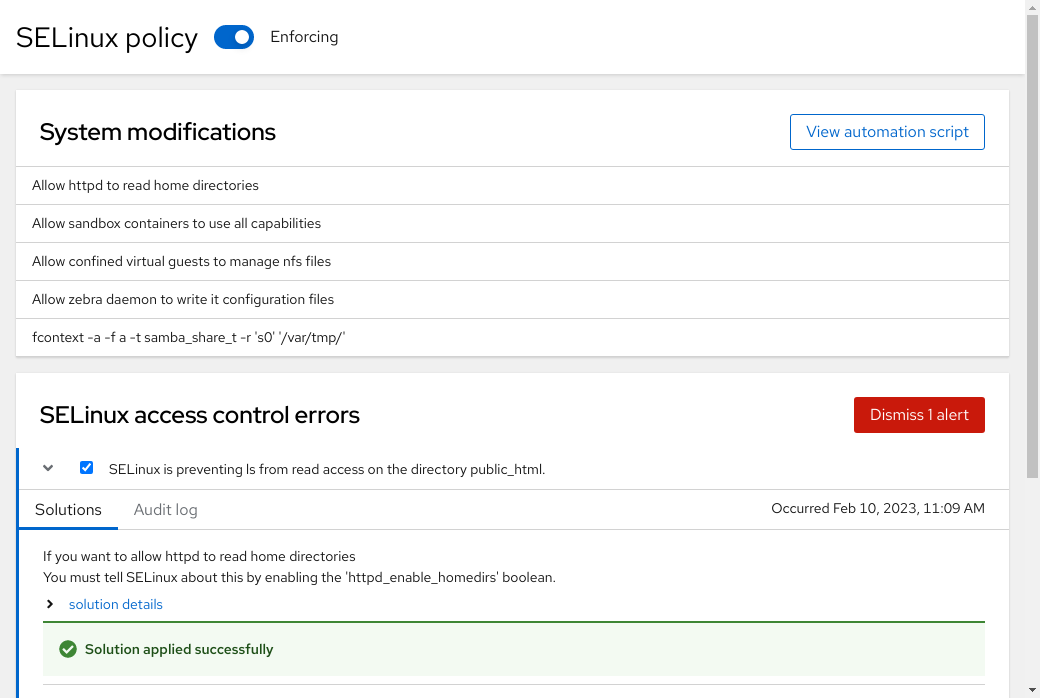 SELinux policy Enforcing
System modifications View automation script
Allow httpd to read home directories
Allow sandbox containers to use all capabilities
Allow confined virtual guests to manage nfs files
Allow zebra daemon to write it configuration files
fcontext -a -f a -t samba_share_t -r 's0' '/var/tmp/'
SELinux access control errors Dismiss 1 alert
SELinux is preventing ls from read access on the directory public_html.
Solutions Audit log Occurred Feb 10, 2023, 11:09 AM
If you want to allow httpd to read home directories
You must tell SELinux about this by enabling the 'httpd_enable_homedirs' boolean.
solution details
Solution applied successfully